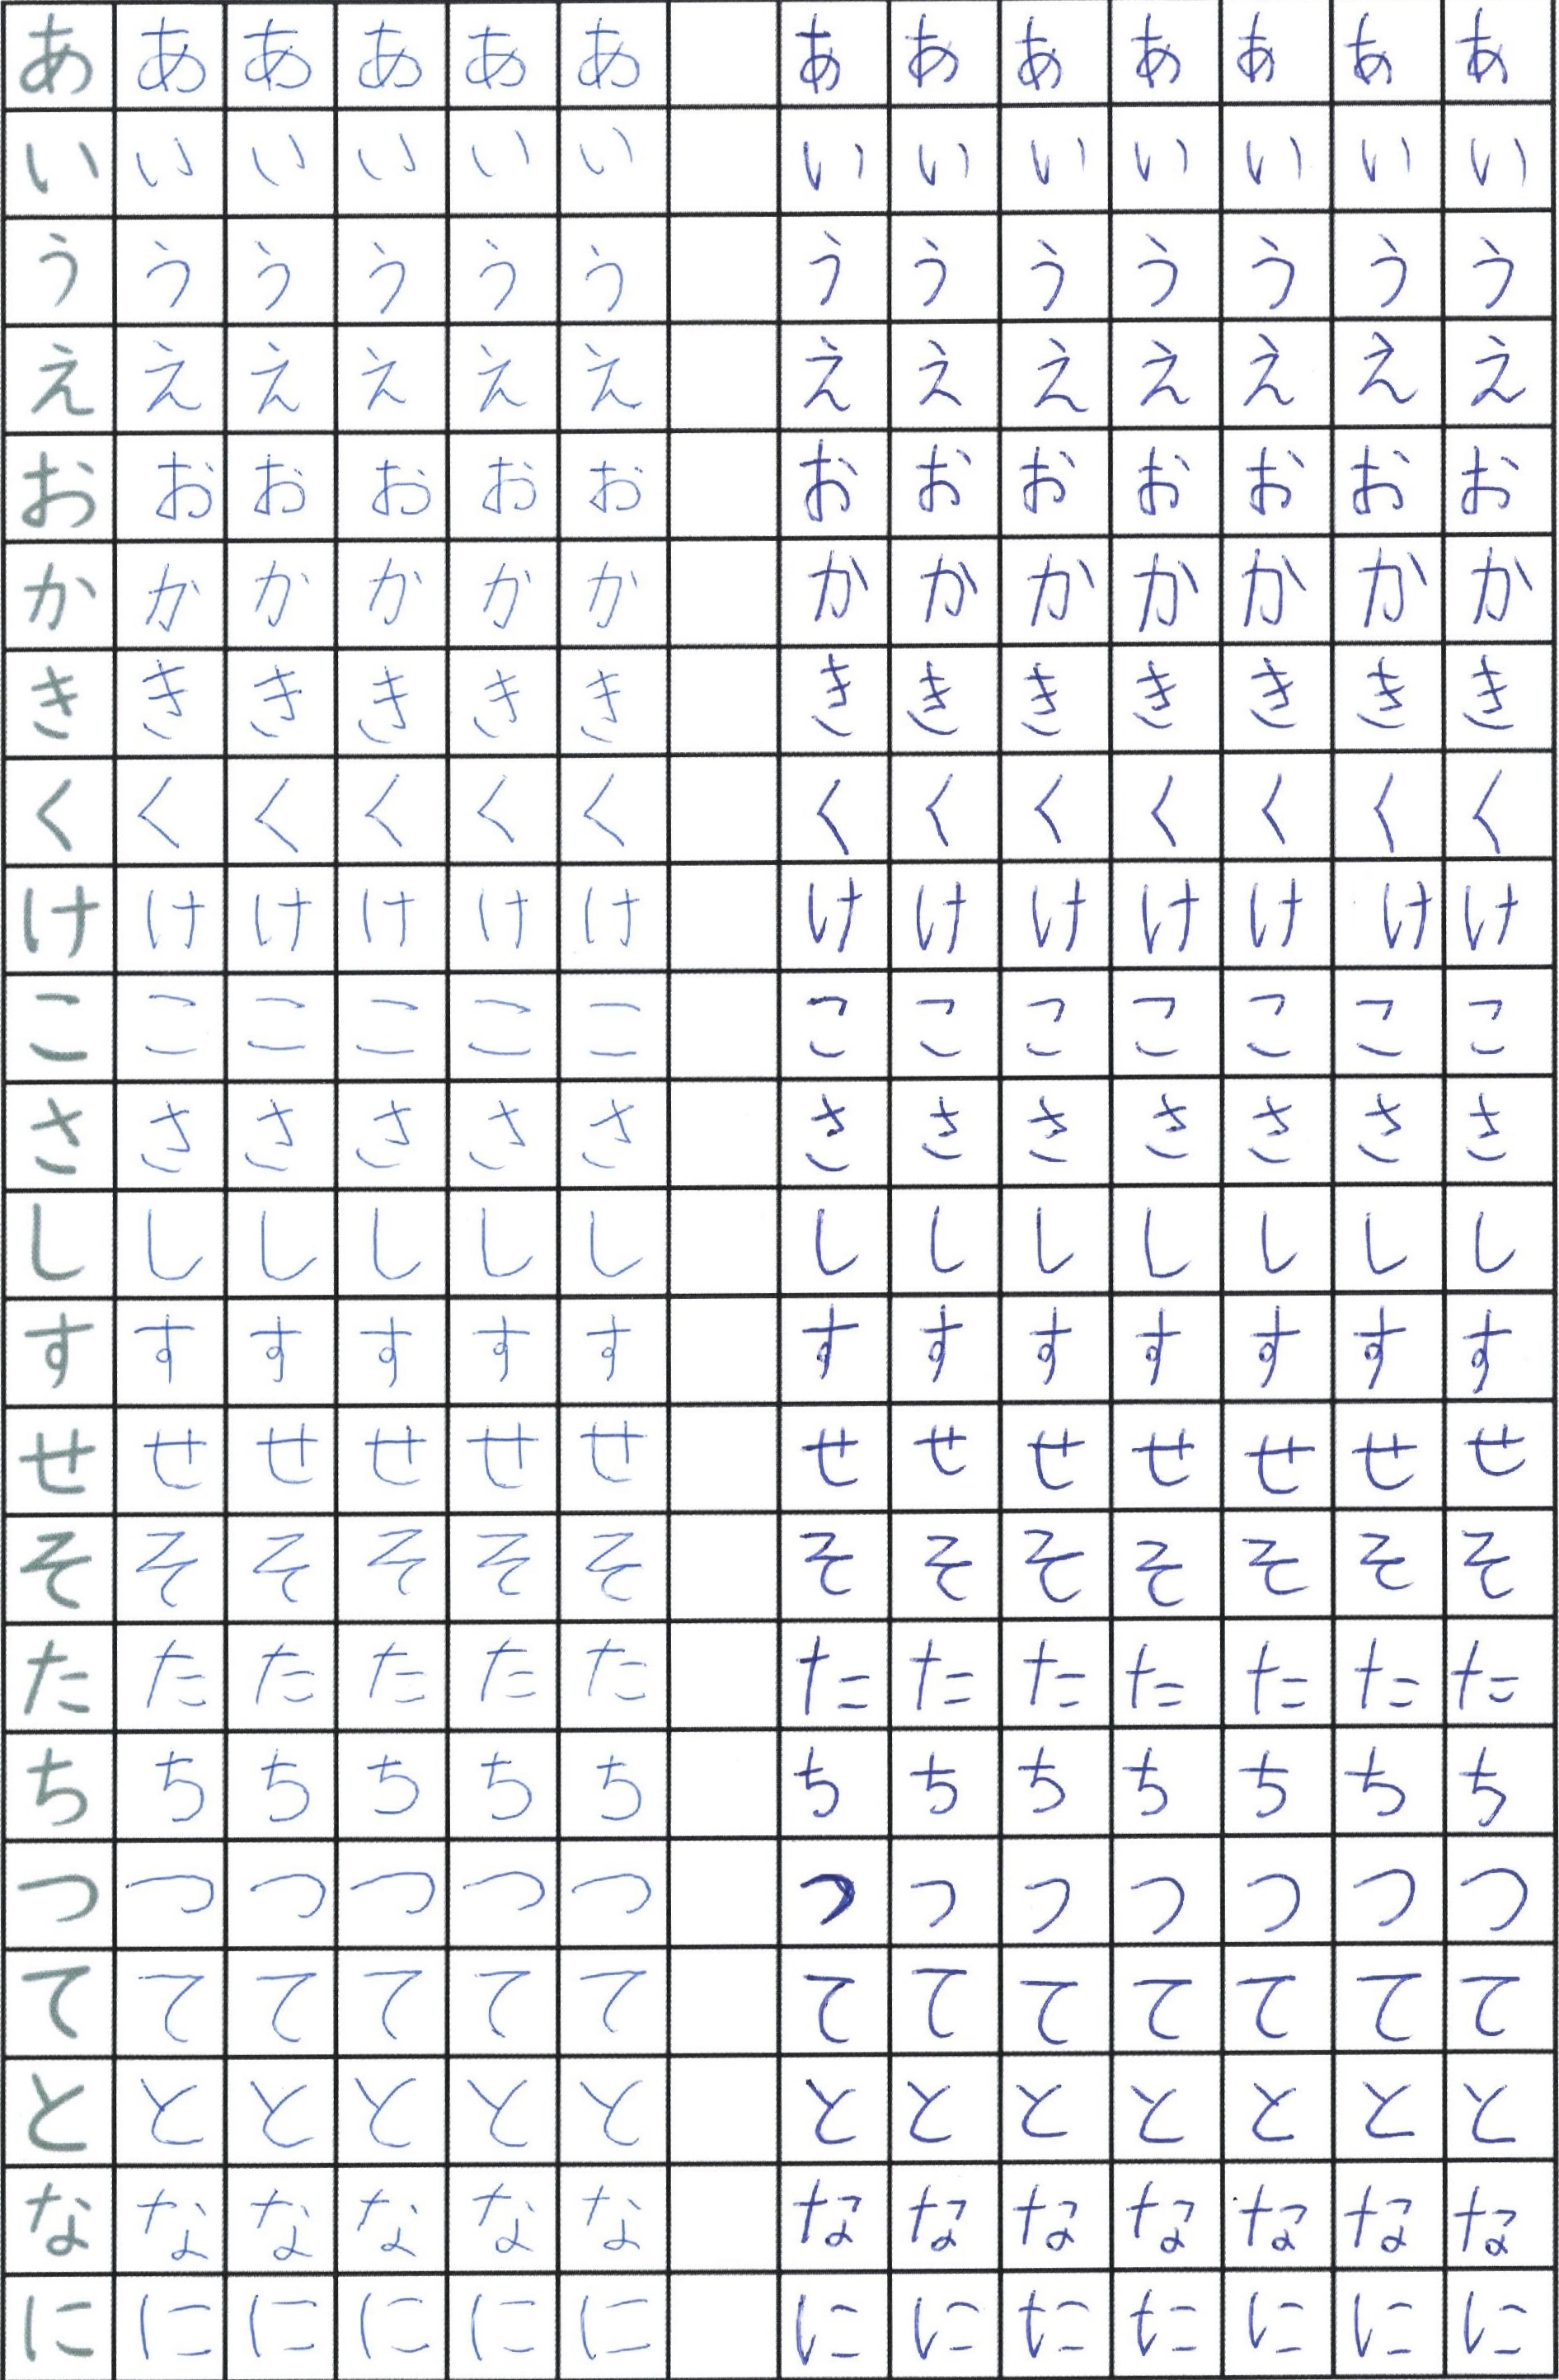 あ あ あ あ あ あ あ あ あ あ あ あ あ
い い い い い い い い い い い い い
う う う う う う う う う う う う う
え え え え え え え え え え え え え
お お お お お お お お お お お お お
か か か か か か か か か か か か か
き き き き き き き き き き き き き
く く く く く く く く く く く く く
け け け け け け け け け け け け け
こ こ こ こ こ こ こ こ こ こ こ こ こ
さ さ さ さ さ さ さ さ さ さ さ さ さ
し し し し し し し し し し し し し
す す す す す す す す す す す す す
せ せ せ せ せ せ せ せ せ せ せ せ せ
そ そ そ そ そ そ そ そ そ そ そ そ そ
た た た た た た た た た た た た た
ち ち ち ち ち ち ち ち ち ち ち ち ち
つ つ つ つ つ つ つ つ つ つ つ つ つ
て て て て て て て て て て て て て
と と と と と と と と と と と と と
な な な な な な な な な な な な な
に に に に に に に に た た に に に